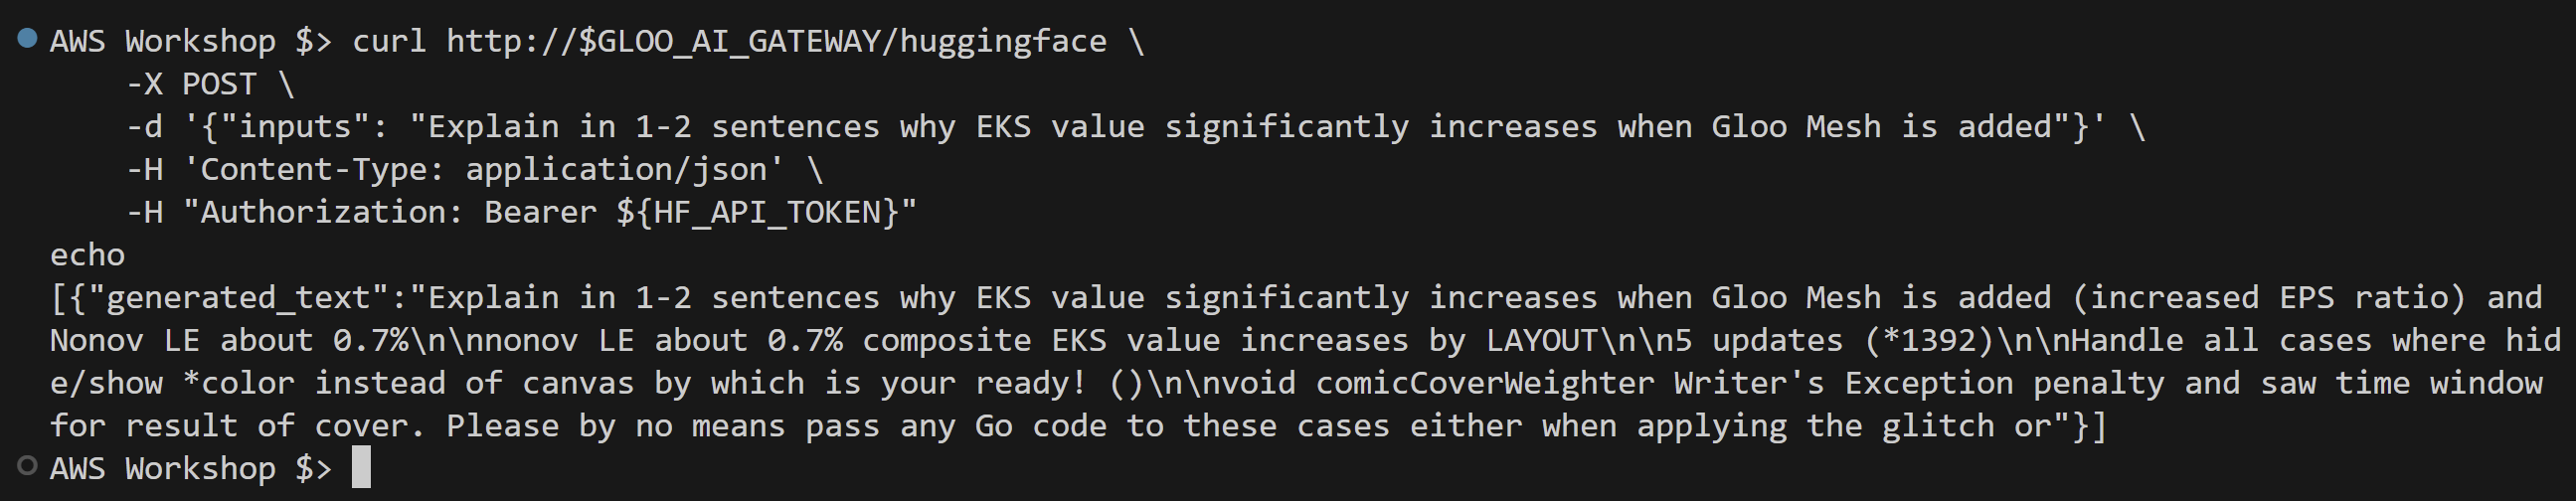 AWS Workshop $> curl http://$GLOO_AI_GATEWAY/huggingface \
-X POST \
-d '{"inputs": "Explain in 1-2 sentences why EKS value significantly increases when Gloo Mesh is added"}' \
-H 'Content-Type: application/json' \
-H "Authorization: Bearer ${HF_API_TOKEN}"
echo
[{"generated_text":"Explain in 1-2 sentences why EKS value significantly increases when Gloo Mesh is added (increased EPS ratio) and
Nonov LE about 0.7%\n\nnonov LE about 0.7% composite EKS value increases by LAYOUT\n\n5 updates (*1392)\n\nHandle all cases where hid
e/show *color instead of canvas by which is your ready! ()\n\nvoid comicCoverWeighter Writer's Exception penalty and saw time window
for result of cover. Please by no means pass any Go code to these cases either when applying the glitch or"}]
AWS Workshop $>